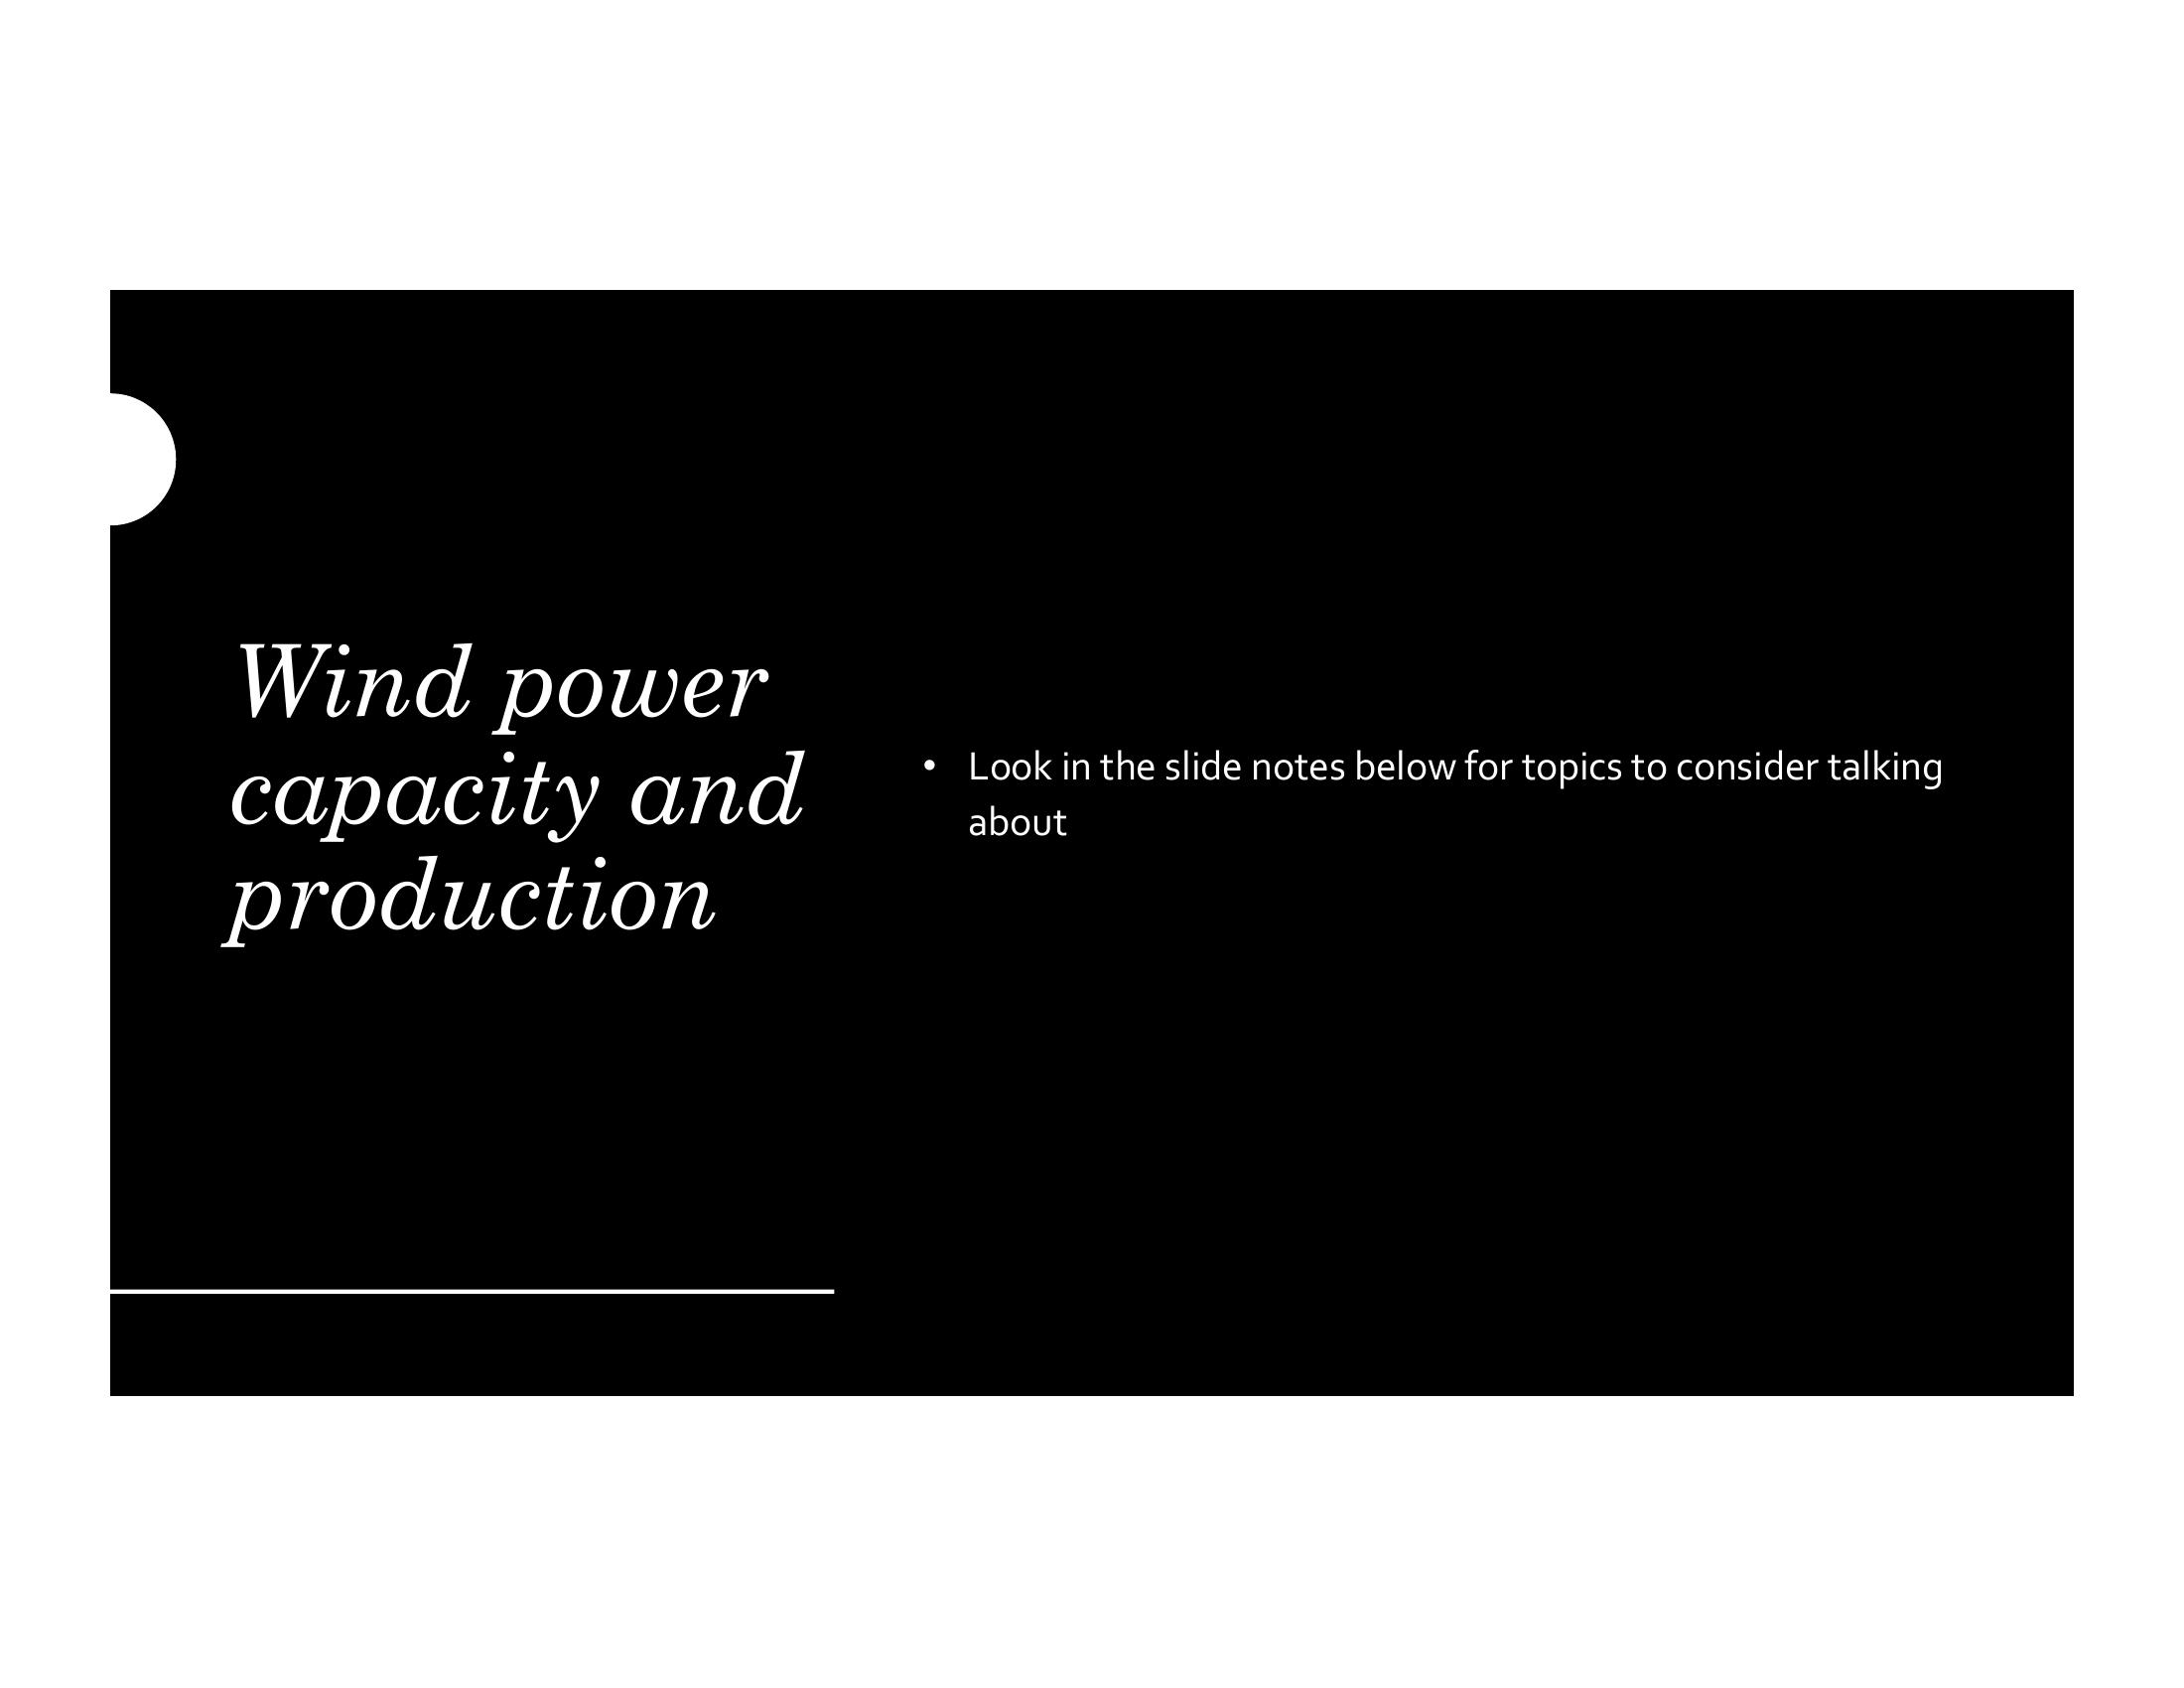 Wind power
capacity and
production
• Look in the slide notes below for topics to consider talking
about